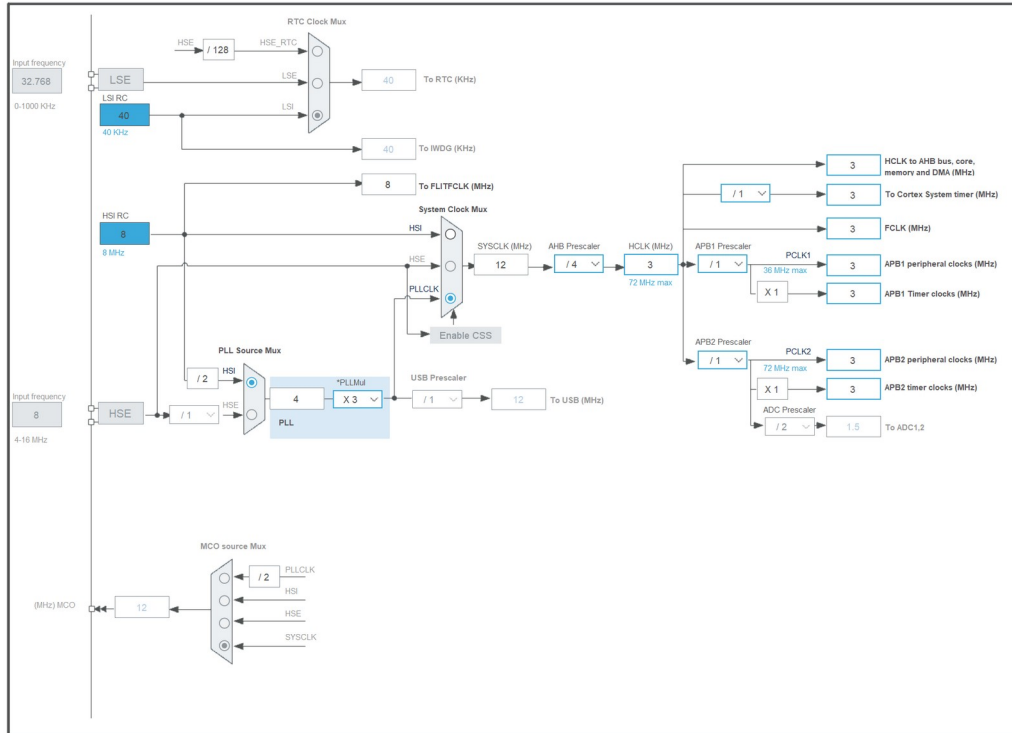 RTC Clock Mux
HSE
/ 128
HSE_RTC
Input frequency
32.768
0-1000 KHz
LSE
LSE
40
To RTC (KHz)
LSI RC
40
40 KHz
LSI
40
To IWDG (KHz)
8
To FLITFCLK (MHz)
HSI RC
8
8 MHz
System Clock Mux
HSI
HSE
PLLCLK
SYSCLK (MHz)
12
AHB Prescaler
/ 4
HCLK (MHz)
3
72 MHz max
Enable CSS
3
HCLK to AHB bus, core,
memory and DMA (MHz)
/ 1
3
To Cortex System timer (MHz)
3
FCLK (MHz)
APB1 Prescaler
/ 1
PCLK1
36 MHz max
3
APB1 peripheral clocks (MHz)
X 1
3
APB1 Timer clocks (MHz)
APB2 Prescaler
/ 1
PCLK2
72 MHz max
3
APB2 peripheral clocks (MHz)
X 1
3
APB2 timer clocks (MHz)
ADC Prescaler
/ 2
1.5
To ADC1,2
PLL Source Mux
/ 2
HSI
Input frequency
8
4-16 MHz
HSE
/ 1
HSE
4
*PLLMul
X 3
PLL
USB Prescaler
/ 1
12
To USB (MHz)
MCO source Mux
/ 2
PLLCLK
HSI
HSE
SYSCLK
(MHz) MCO
12